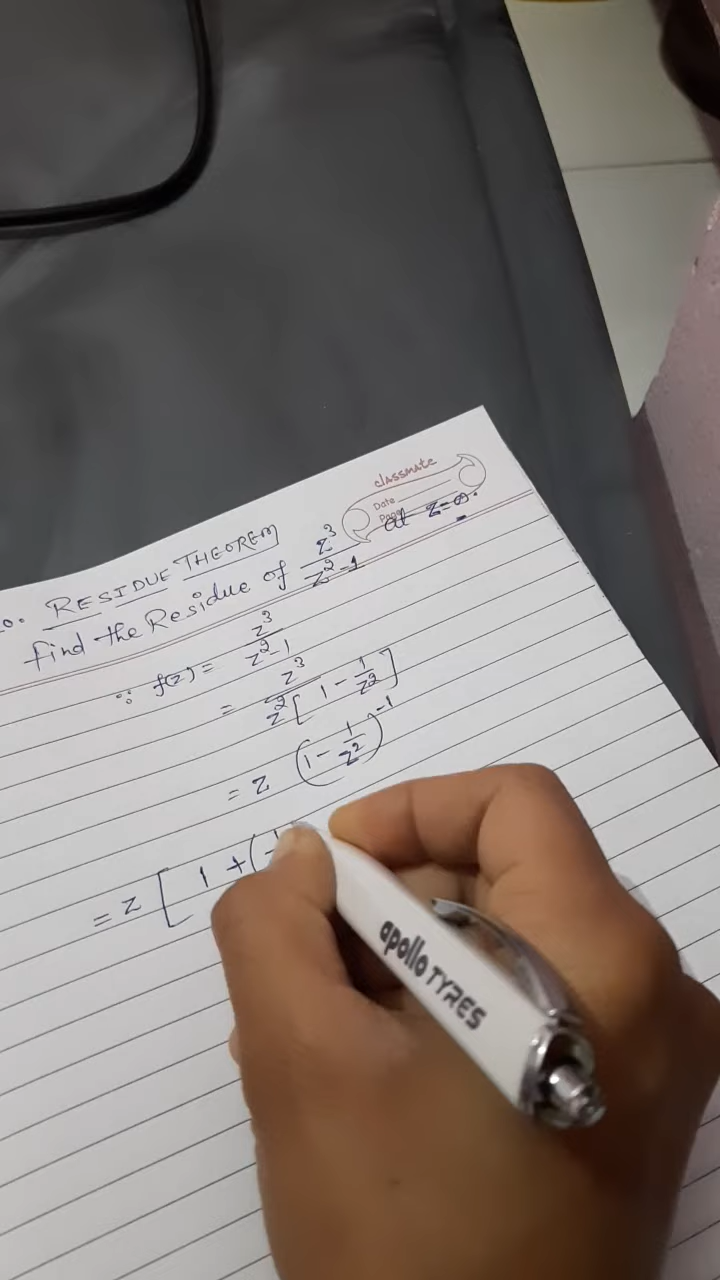 classmate
Date
Page
RESIDUE THEOREM
find the Residue of z³/(z²-1) at z=∞.
∵ f(z) = z³/(z²-1)
= z³/(z²[1 - 1/z²])
= z (1 - 1/z²)⁻¹
= z [ 1 + (1
apollo TYRES